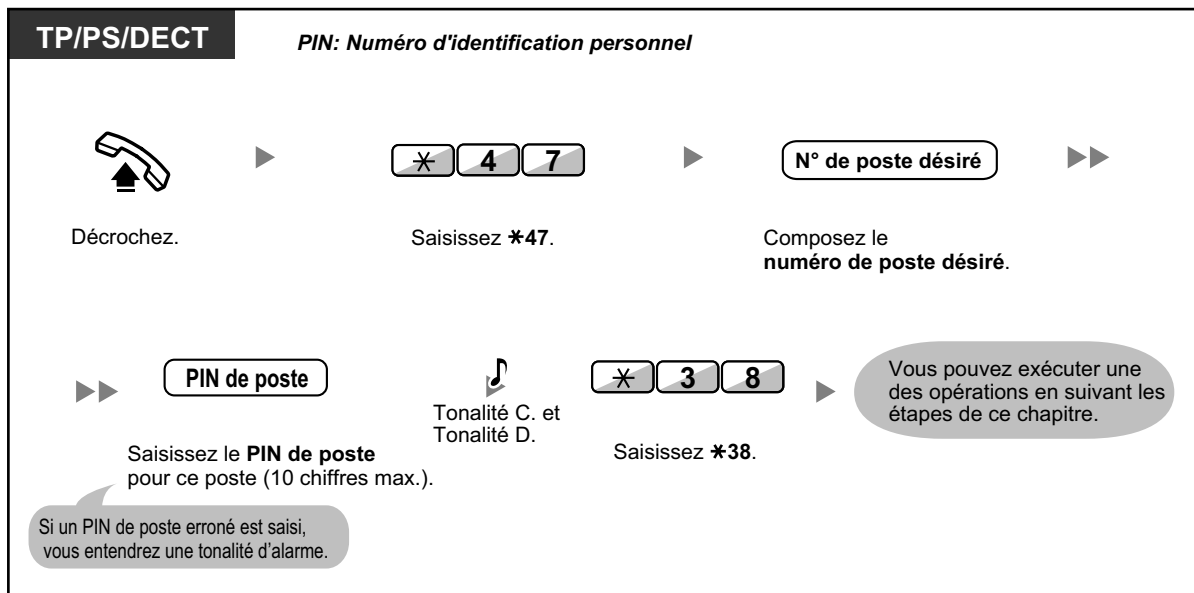 TP/PS/DECT
PIN: Numéro d'identification personnel
* 4 7
N° de poste désiré
Décrochez.
Saisissez *47.
Composez le
numéro de poste désiré.
PIN de poste
* 3 8
Vous pouvez exécuter une
des opérations en suivant les
étapes de ce chapitre.
Tonalité C. et
Tonalité D.
Saisissez le PIN de poste
pour ce poste (10 chiffres max.).
Saisissez *38.
Si un PIN de poste erroné est saisi,
vous entendrez une tonalité d’alarme.